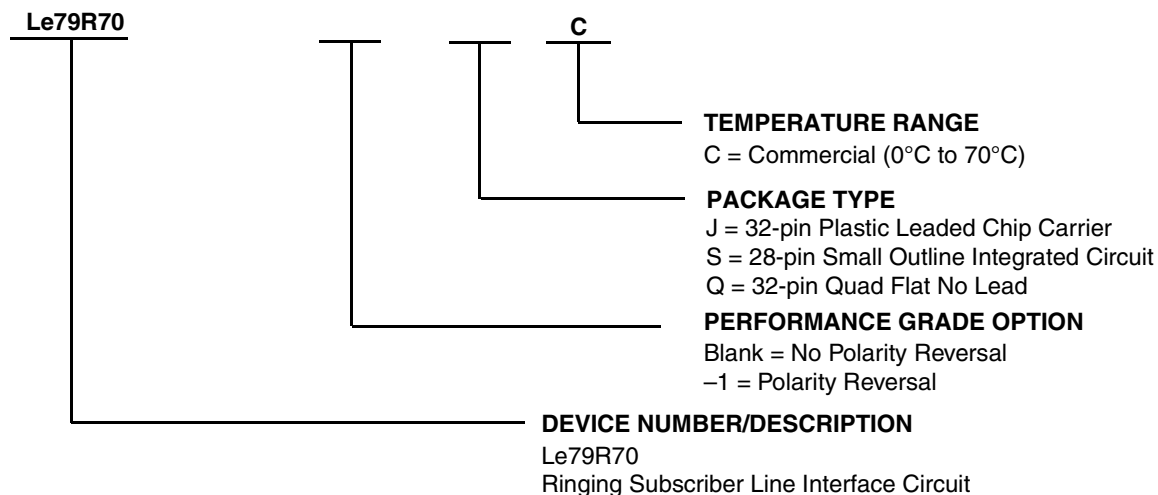 Le79R70
C
TEMPERATURE RANGE
C = Commercial (0°C to 70°C)
PACKAGE TYPE
J = 32-pin Plastic Leaded Chip Carrier
S = 28-pin Small Outline Integrated Circuit
Q = 32-pin Quad Flat No Lead
PERFORMANCE GRADE OPTION
Blank = No Polarity Reversal
–1 = Polarity Reversal
DEVICE NUMBER/DESCRIPTION
Le79R70
Ringing Subscriber Line Interface Circuit